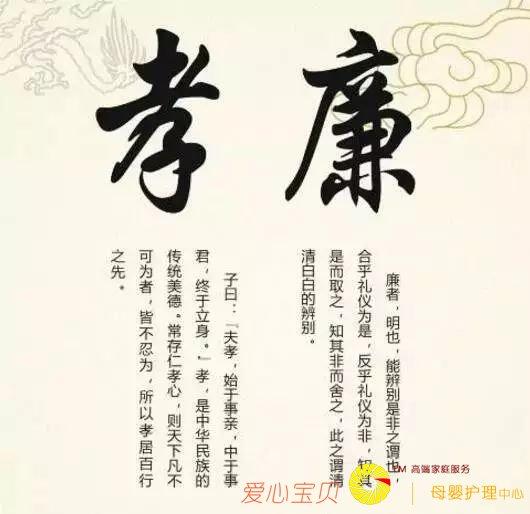 廉
廉者，明也，能辨别是非之谓也，
合乎礼仪为是，反乎礼仪为非，知其
是而取之，知其非而舍之，此之谓清
清白白的辨别。
孝
子曰：「夫孝，始于事亲，中于事
君，终于立身。」孝，是中华民族的
传统美德。常存仁孝心，则天下凡不
可为者，皆不忍为，所以孝居百行
之先。
爱心宝贝
TM 高端家庭服务
母婴护理中心